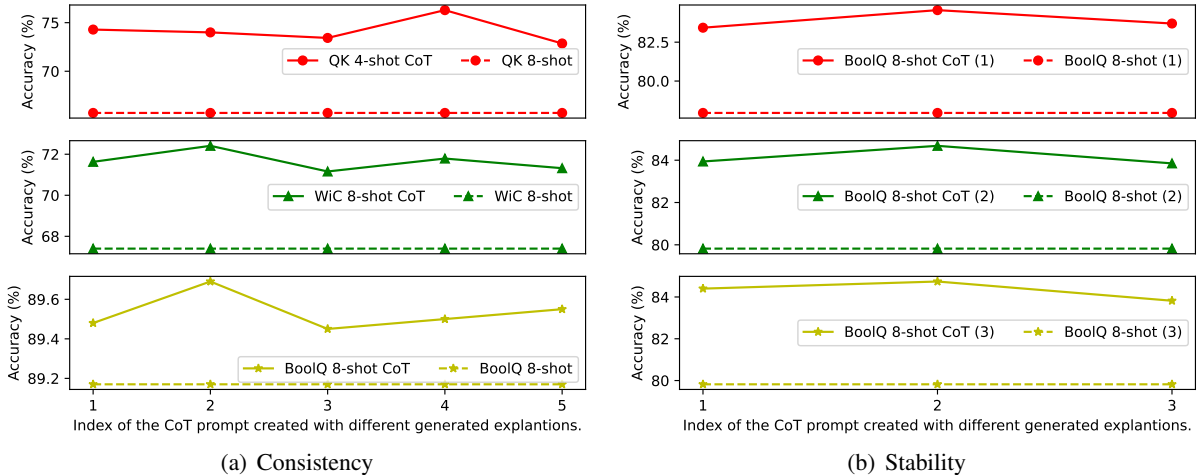 Accuracy (%)
75
70
QK 4-shot CoT
QK 8-shot
Accuracy (%)
72
70
68
WiC 8-shot CoT
WiC 8-shot
Accuracy (%)
89.6
89.4
89.2
BoolQ 8-shot CoT
BoolQ 8-shot
1 2 3 4 5
Index of the CoT prompt created with different generated explantions.
(a) Consistency
Accuracy (%)
82.5
80.0
BoolQ 8-shot CoT (1)
BoolQ 8-shot (1)
Accuracy (%)
84
82
80
BoolQ 8-shot CoT (2)
BoolQ 8-shot (2)
Accuracy (%)
84
82
80
BoolQ 8-shot CoT (3)
BoolQ 8-shot (3)
1 2 3
Index of the CoT prompt created with different generated explantions.
(b) Stability